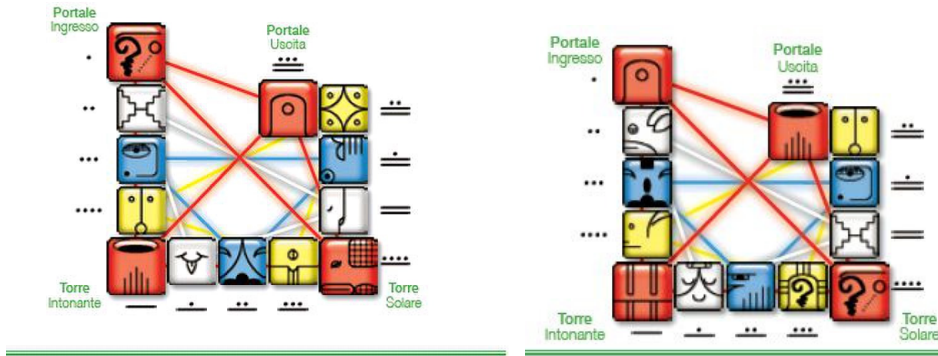 Portale
Ingresso
Portale
Uscita
Torre
Intonante
Torre
Solare
Portale
Ingresso
Portale
Uscita
Torre
Intonante
Torre
Solare